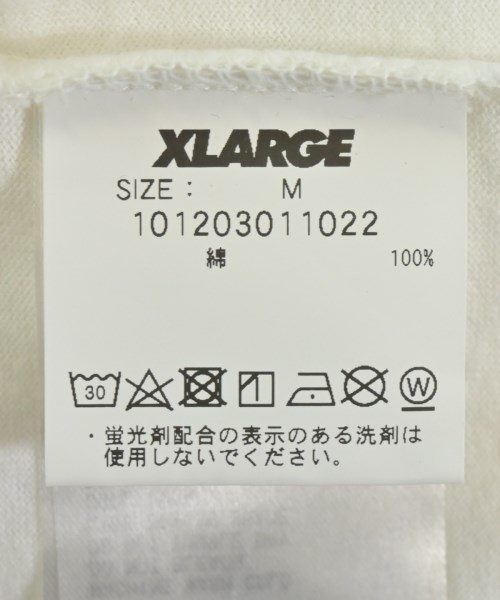 XLARGE
SIZE : M
101203011022
綿 100%
30 W
・蛍光剤配合の表示のある洗剤は
使用しないでください。